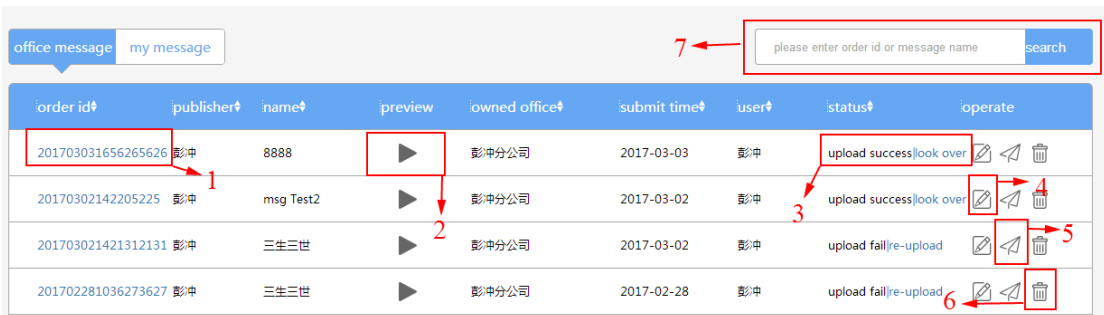 office message my message 7 please enter order id or message name search
order id publisher name preview owned office submit time user status operate
201703031656265626 彭冲 8888 彭冲分公司 2017-03-03 彭冲 upload success|look over
1 3 4
20170302142205225 彭冲 msg Test2 彭冲分公司 2017-03-02 彭冲 upload success|look over
2 5
201703021421312131 彭冲 三生三世 彭冲分公司 2017-03-02 彭冲 upload fail|re-upload
201702281036273627 彭冲 三生三世 彭冲分公司 2017-02-28 彭冲 upload fail|re-upload
6